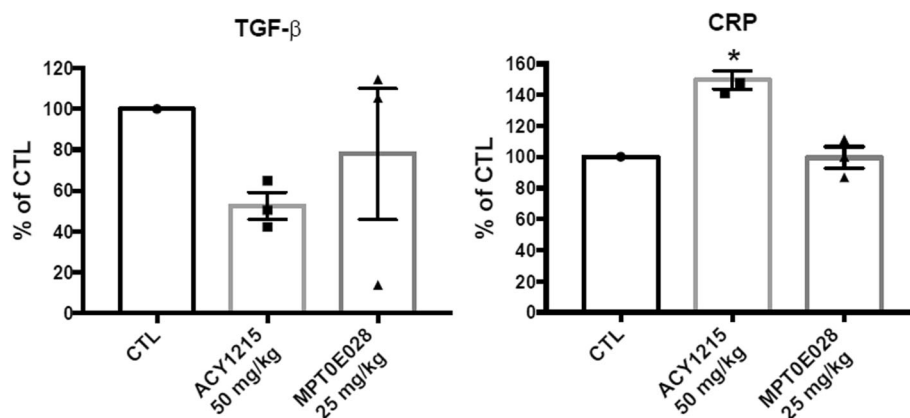 TGF-β
% of CTL
120
100
80
60
40
20
0
CTL
ACY1215
50 mg/kg
MPT0E028
25 mg/kg
CRP
% of CTL
*
160
140
120
100
80
60
40
20
0
CTL
ACY1215
50 mg/kg
MPT0E028
25 mg/kg